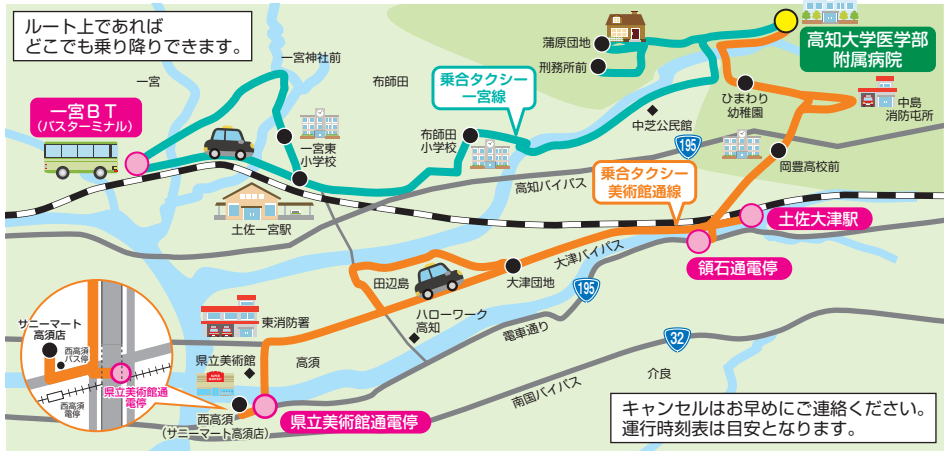 ルート上であれば
どこでも乗り降りできます。
一宮神社前
一宮
布師田
蒲原団地
刑務所前
高知大学医学部
附属病院
乗合タクシー
一宮線
一宮BT
(バスターミナル)
ひまわり
幼稚園
中島
消防屯所
中芝公民館
布師田
小学校
一宮東
小学校
195
岡豊高校前
高知バイパス
乗合タクシー
美術館通線
土佐一宮駅
土佐大津駅
領石通電停
大津バイパス
田辺島
大津団地
195
ハローワーク
高知
電車通り
32
東消防署
サニーマート
高須店
西高須
バス停
県立美術館通
電停
西高須
電停
県立美術館
高須
介良
南国バイパス
西高須
(サニーマート高須店)
県立美術館通電停
キャンセルはお早めにご連絡ください。
運行時刻表は目安となります。